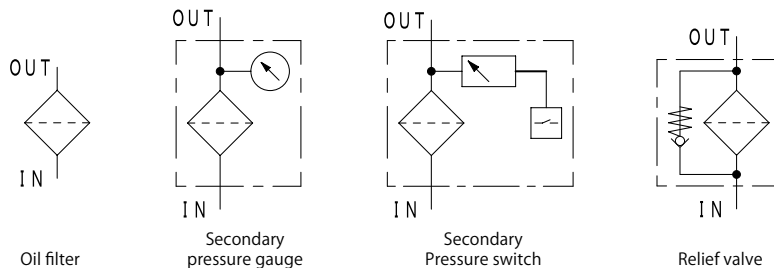 OUT
IN
Oil filter
OUT
IN
Secondary
pressure gauge
OUT
IN
Secondary
Pressure switch
OUT
IN
Relief valve